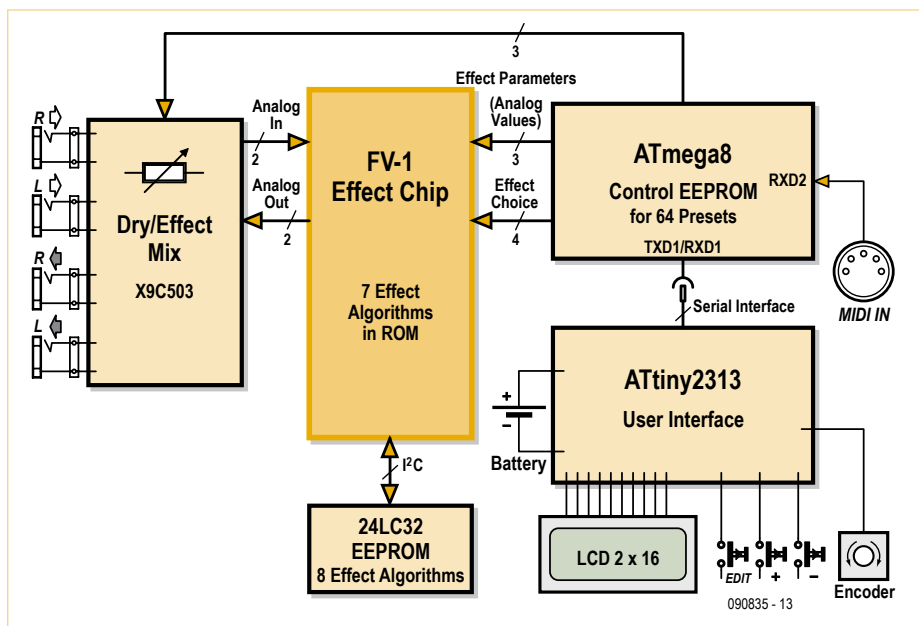 3
Effect Parameters
R
L
R
L
Dry/Effect
Mix
X9C503
Analog
In
2
Analog
Out
2
FV-1
Effect Chip
7 Effect
Algorithms
in ROM
(Analog
Values)
3
Effect
Choice
4
ATmega8
Control EEPROM
for 64 Presets
RXD2
TXD1/RXD1
MIDI IN
Serial Interface
ATtiny2313
User Interface
+
–
Battery
I²C
24LC32
EEPROM
8 Effect Algorithms
LCD 2 x 16
EDIT
+
–
Encoder
090835 - 13